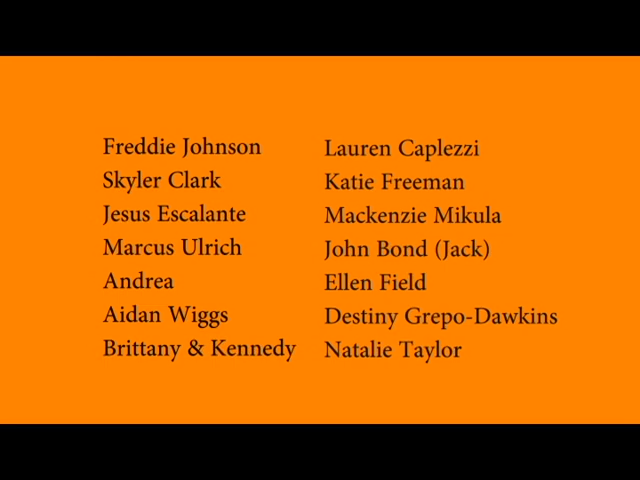 Freddie Johnson
Skyler Clark
Jesus Escalante
Marcus Ulrich
Andrea
Aidan Wiggs
Brittany & Kennedy
Lauren Caplezzi
Katie Freeman
Mackenzie Mikula
John Bond (Jack)
Ellen Field
Destiny Grepo-Dawkins
Natalie Taylor